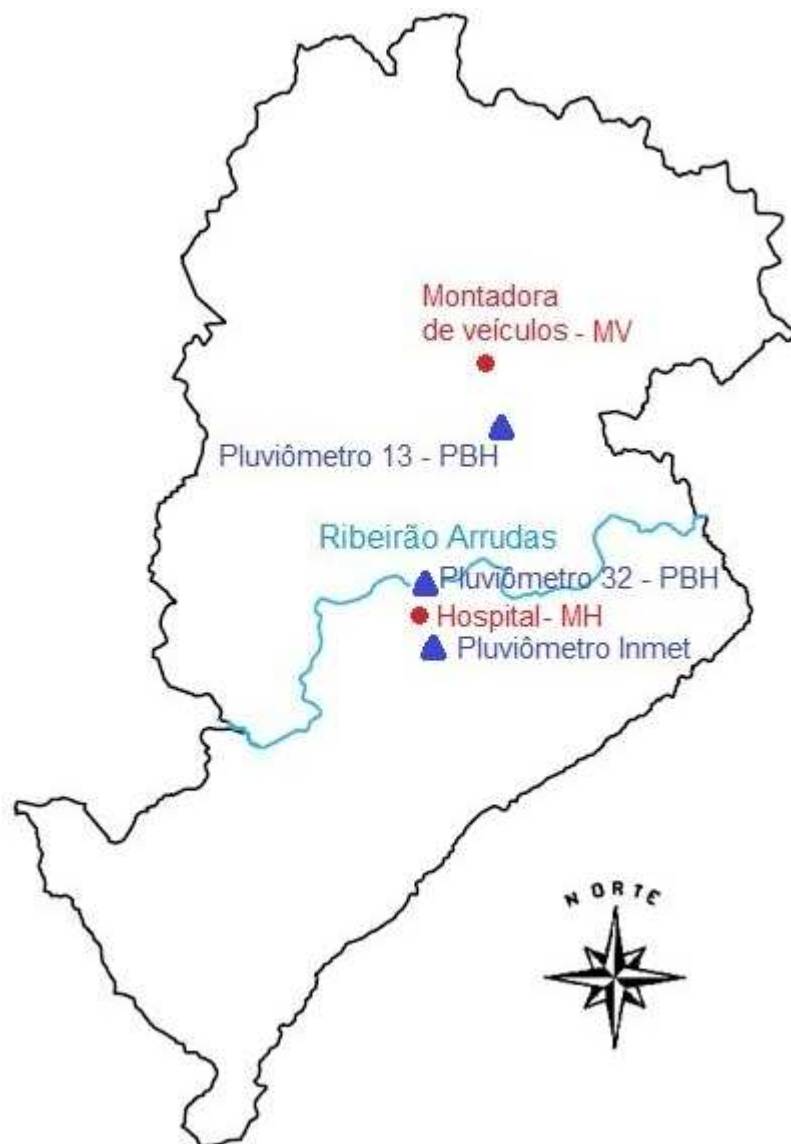 Montadora
de veículos - MV
Pluviômetro 13 - PBH
Ribeirão Arrudas
Pluviômetro 32 - PBH
Hospital- MH
Pluviômetro Inmet
NORTE